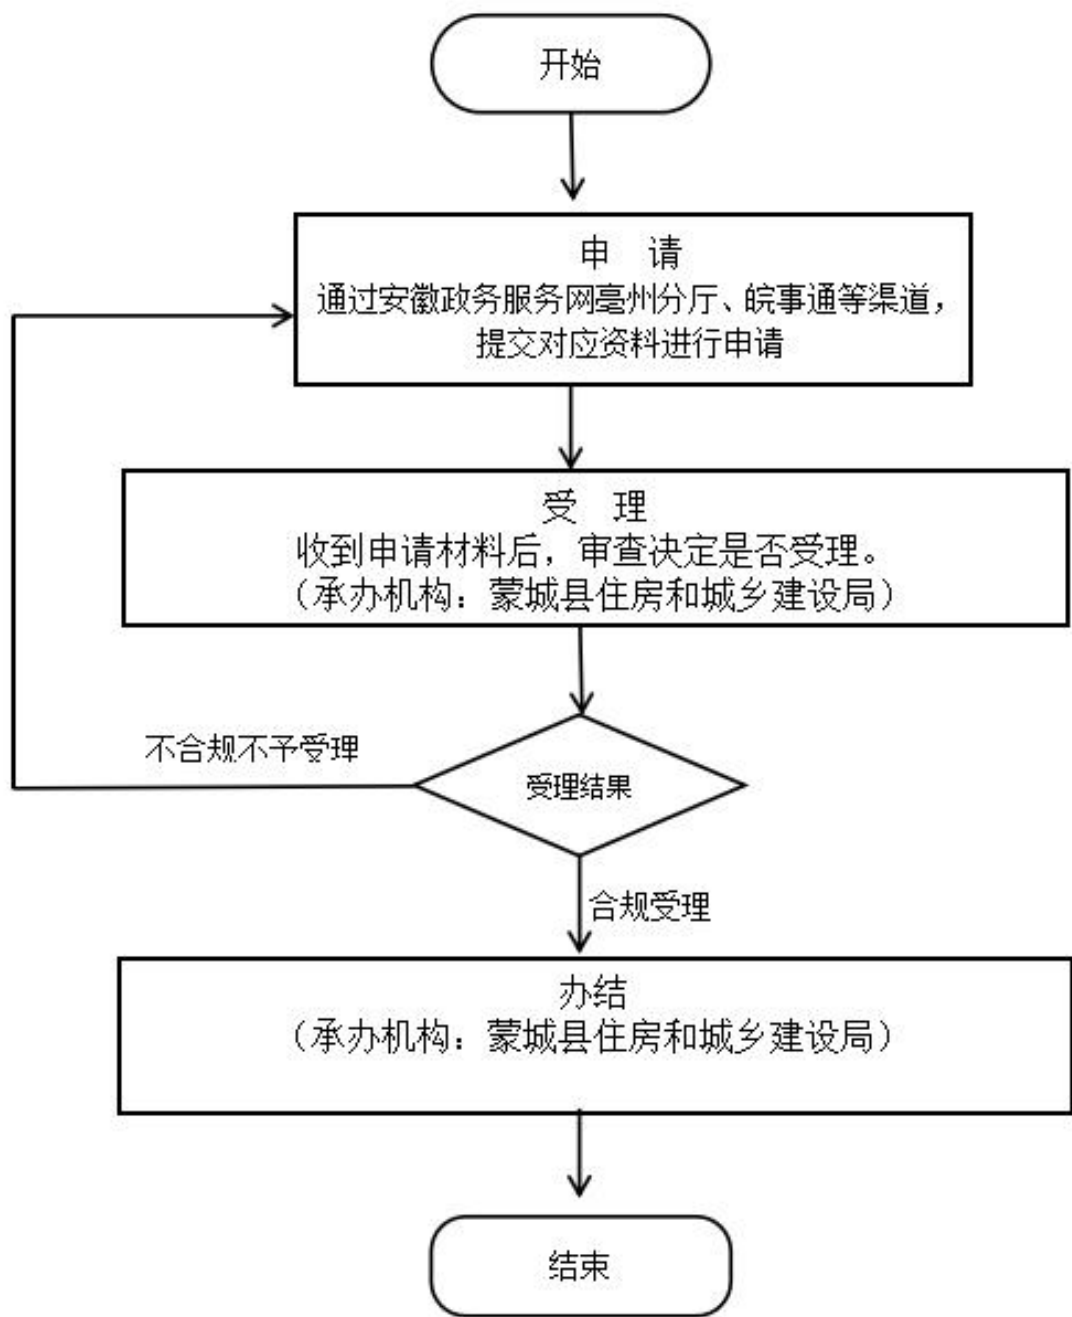 开始
申 请
通过安徽政务服务网亳州分厅、皖事通等渠道，
提交对应资料进行申请
受 理
收到申请材料后，审查决定是否受理。
（承办机构：蒙城县住房和城乡建设局）
不合规不予受理
受理结果
合规受理
办结
（承办机构：蒙城县住房和城乡建设局）
结束